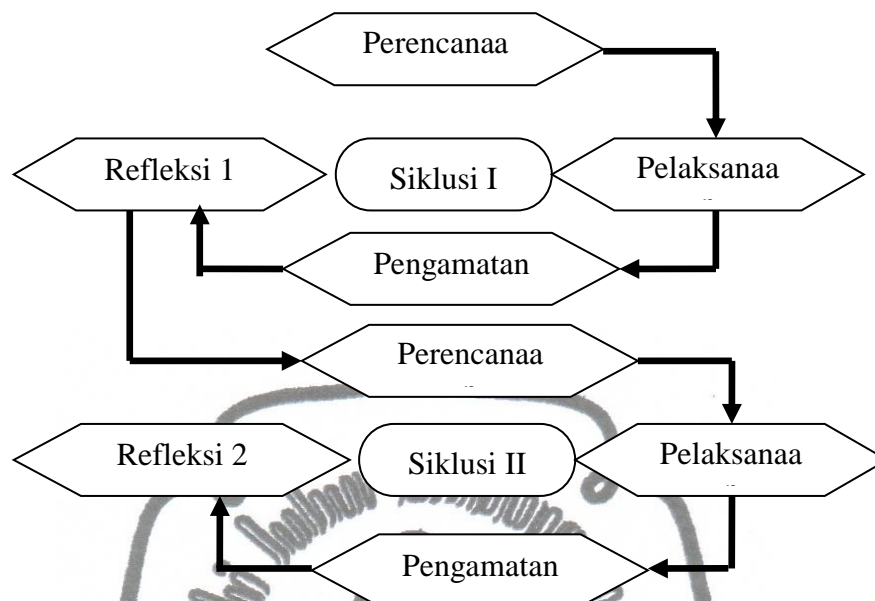 Perencanaa
Refleksi 1
Siklusi I
Pelaksanaa
Pengamatan
Perencanaa
Refleksi 2
Siklusi II
Pelaksanaa
Pengamatan